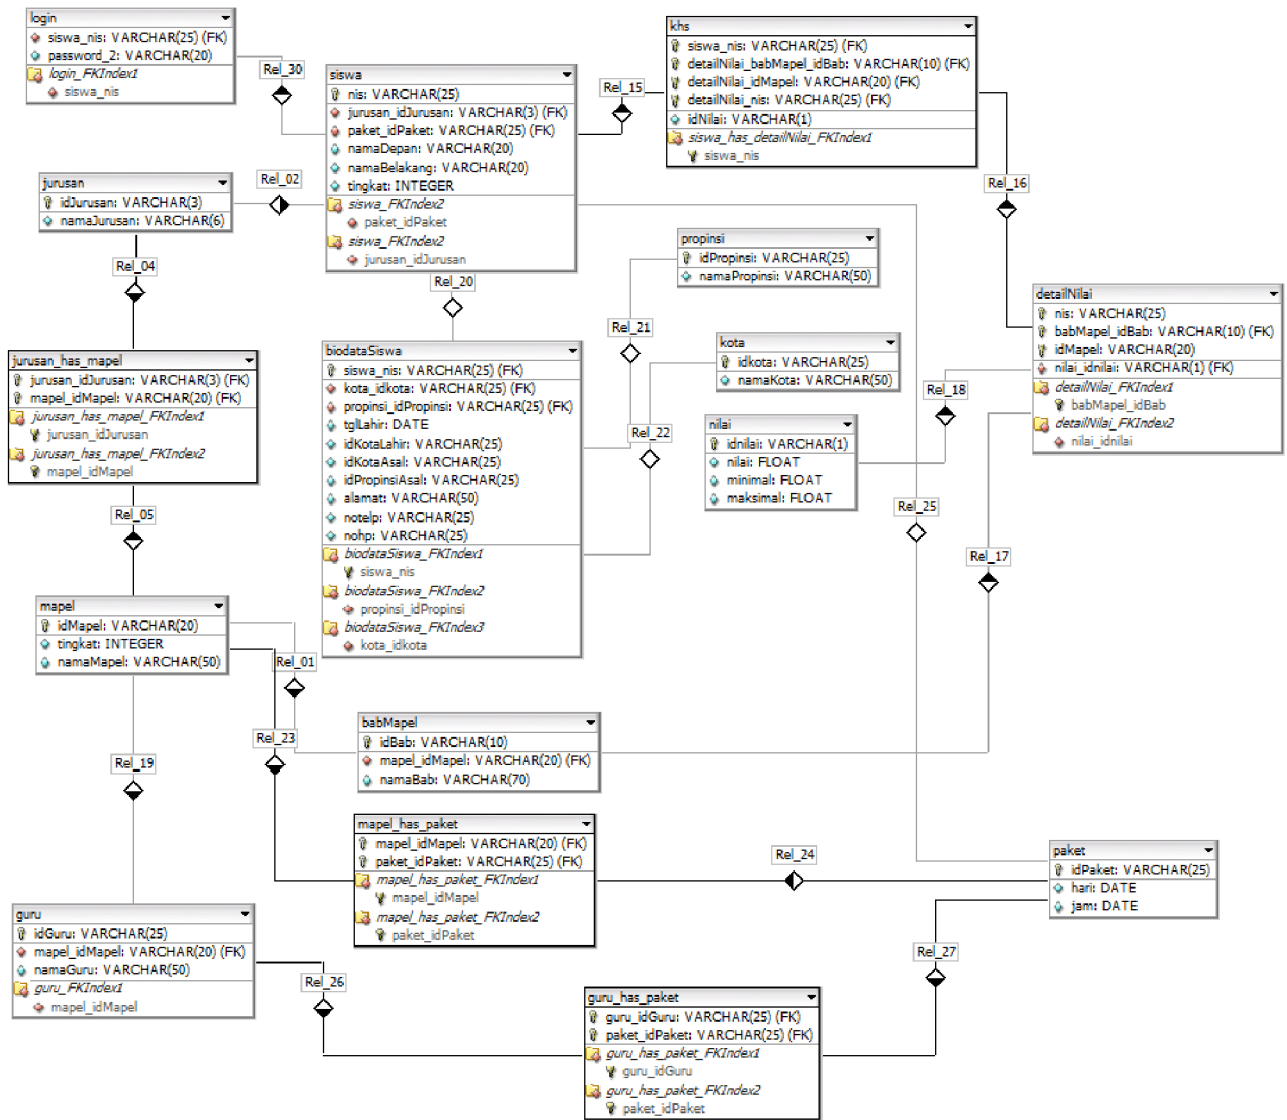 login
siswa_nis: VARCHAR(25) (FK)
password_2: VARCHAR(20)
login_FKIndex1
siswa_nis
Rel_30
siswa
nis: VARCHAR(25)
jurusan_idJurusan: VARCHAR(3) (FK)
paket_idPaket: VARCHAR(25) (FK)
namaDepan: VARCHAR(20)
namaBelakang: VARCHAR(20)
tingkat: INTEGER
siswa_FKIndex2
paket_idPaket
siswa_FKIndex2
jurusan_idJurusan
Rel_15
khs
siswa_nis: VARCHAR(25) (FK)
detailNilai_babMapel_idBab: VARCHAR(10) (FK)
detailNilai_idMapel: VARCHAR(20) (FK)
detailNilai_nis: VARCHAR(25) (FK)
idNilai: VARCHAR(1)
siswa_has_detailNilai_FKIndex1
siswa_nis
Rel_16
jurusan
idJurusan: VARCHAR(3)
namaJurusan: VARCHAR(6)
Rel_02
Rel_04
Rel_20
propinsi
idPropinsi: VARCHAR(25)
namaPropinsi: VARCHAR(50)
Rel_21
detailNilai
nis: VARCHAR(25)
babMapel_idBab: VARCHAR(10) (FK)
idMapel: VARCHAR(20)
nilai_idnilai: VARCHAR(1) (FK)
detailNilai_FKIndex1
babMapel_idBab
detailNilai_FKIndex2
nilai_idnilai
jurusan_has_mapel
jurusan_idJurusan: VARCHAR(3) (FK)
mapel_idMapel: VARCHAR(20) (FK)
jurusan_has_mapel_FKIndex1
jurusan_idJurusan
jurusan_has_mapel_FKIndex2
mapel_idMapel
Rel_05
biodataSiswa
siswa_nis: VARCHAR(25) (FK)
kota_idkota: VARCHAR(25) (FK)
propinsi_idPropinsi: VARCHAR(25) (FK)
tglLahir: DATE
idKotaLahir: VARCHAR(25)
idKotaAsal: VARCHAR(25)
idPropinsiAsal: VARCHAR(25)
alamat: VARCHAR(50)
notelp: VARCHAR(25)
nohp: VARCHAR(25)
biodataSiswa_FKIndex1
siswa_nis
biodataSiswa_FKIndex2
propinsi_idPropinsi
biodataSiswa_FKIndex3
kota_idkota
kota
idkota: VARCHAR(25)
namaKota: VARCHAR(50)
Rel_22
Rel_18
nilai
idnilai: VARCHAR(1)
nilai: FLOAT
minimal: FLOAT
maksimal: FLOAT
Rel_25
Rel_17
mapel
idMapel: VARCHAR(20)
tingkat: INTEGER
namaMapel: VARCHAR(50)
Rel_01
Rel_23
Rel_19
babMapel
idBab: VARCHAR(10)
mapel_idMapel: VARCHAR(20) (FK)
namaBab: VARCHAR(70)
mapel_has_paket
mapel_idMapel: VARCHAR(20) (FK)
paket_idPaket: VARCHAR(25) (FK)
mapel_has_paket_FKIndex1
mapel_idMapel
mapel_has_paket_FKIndex2
paket_idPaket
Rel_24
paket
idPaket: VARCHAR(25)
hari: DATE
jam: DATE
guru
idGuru: VARCHAR(25)
mapel_idMapel: VARCHAR(20) (FK)
namaGuru: VARCHAR(50)
guru_FKIndex1
mapel_idMapel
Rel_26
Rel_27
guru_has_paket
guru_idGuru: VARCHAR(25) (FK)
paket_idPaket: VARCHAR(25) (FK)
guru_has_paket_FKIndex1
guru_idGuru
guru_has_paket_FKIndex2
paket_idPaket